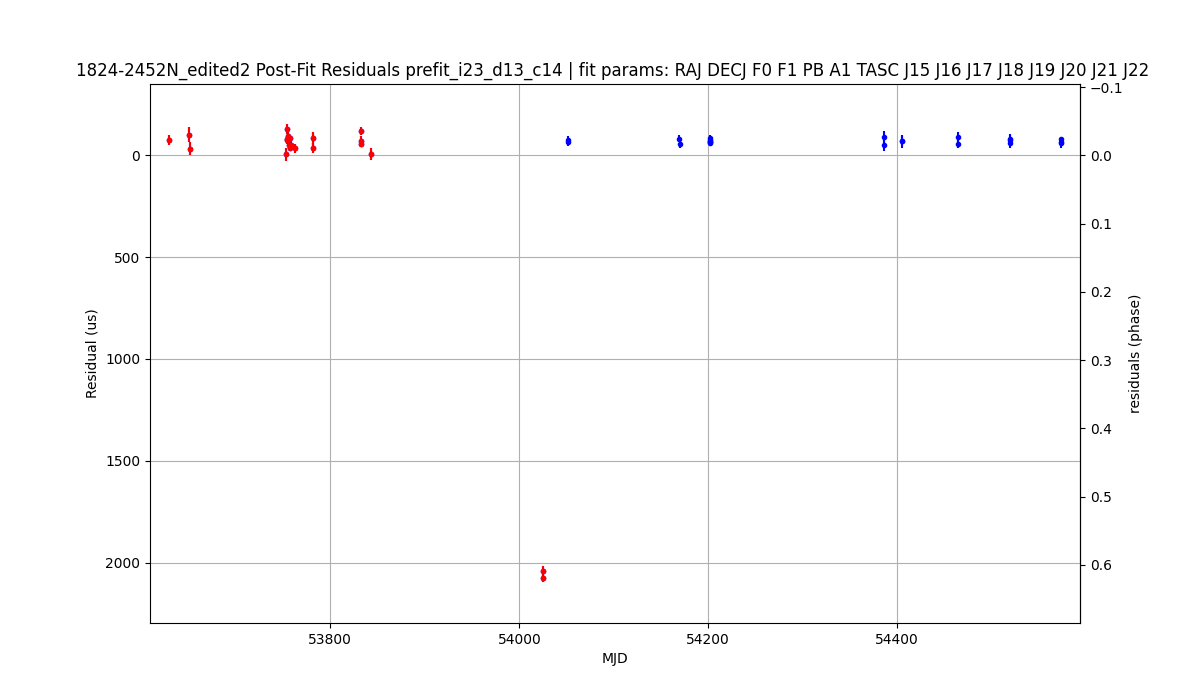 1824-2452N_edited2 Post-Fit Residuals prefit_i23_d13_c14 | fit params: RAJ DECJ F0 F1 PB A1 TASC J15 J16 J17 J18 J19 J20 J21 J22
−0.1
0 0.0
0.1
500
0.2
Residual (us) 1000 0.3 residuals (phase)
0.4
1500
0.5
2000 0.6
53800 54000 54200 54400
MJD